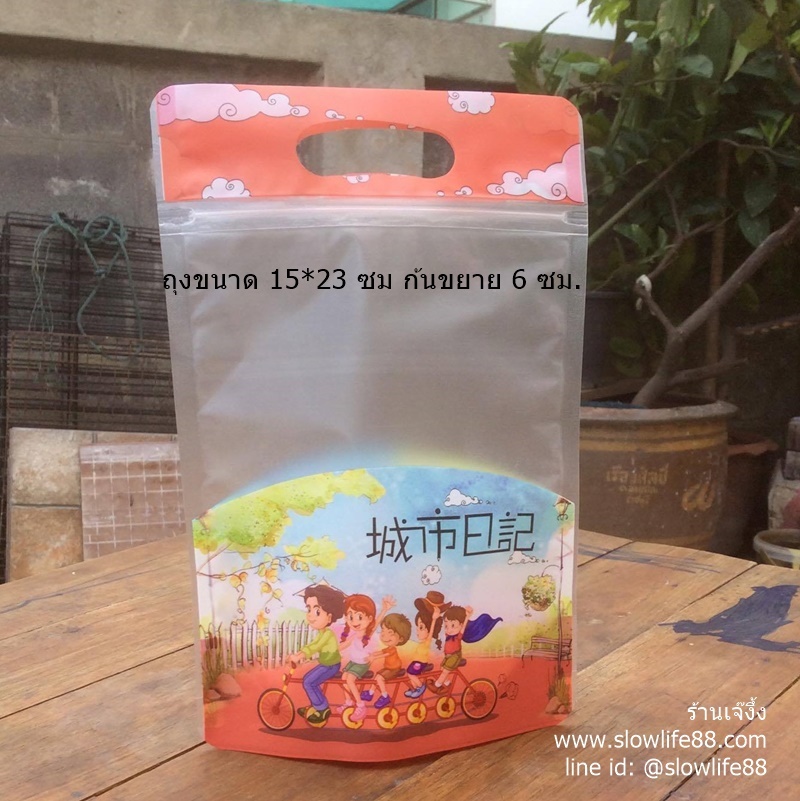 ถุงขนาด 15*23 ซม ก้นขยาย 6 ซม.
城市日記
ร้านเจ๊งิ้ง
www.slowlife88.com
line id: @slowlife88